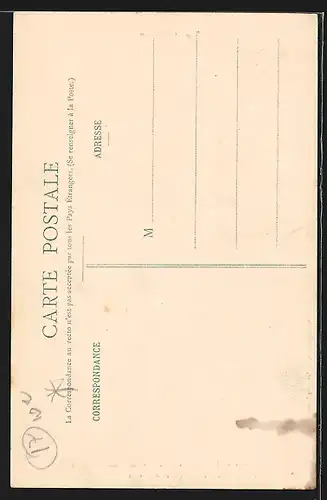 CARTE POSTALE
La Correspondance au recto n'est pas acceptée par tous les Pays Étrangers. (Se renseigner à la Poste.)
CORRESPONDANCE
ADRESSE
M
17